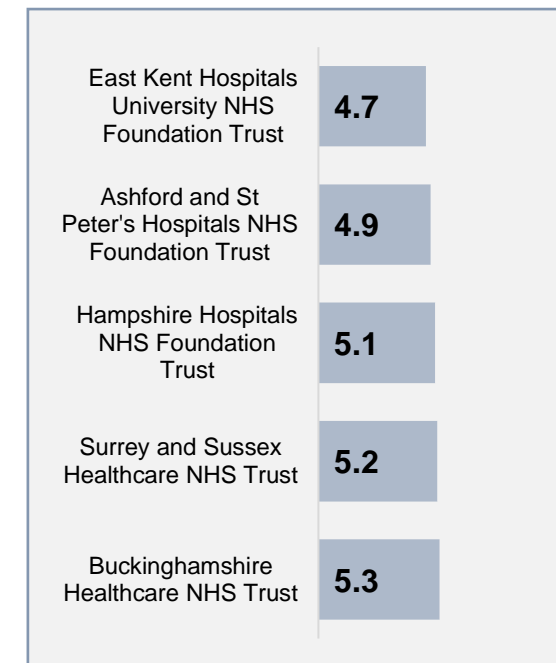 East Kent Hospitals
University NHS
Foundation Trust
4.7
Ashford and St
Peter's Hospitals NHS
Foundation Trust
4.9
Hampshire Hospitals
NHS Foundation
Trust
5.1
Surrey and Sussex
Healthcare NHS Trust
5.2
Buckinghamshire
Healthcare NHS Trust
5.3